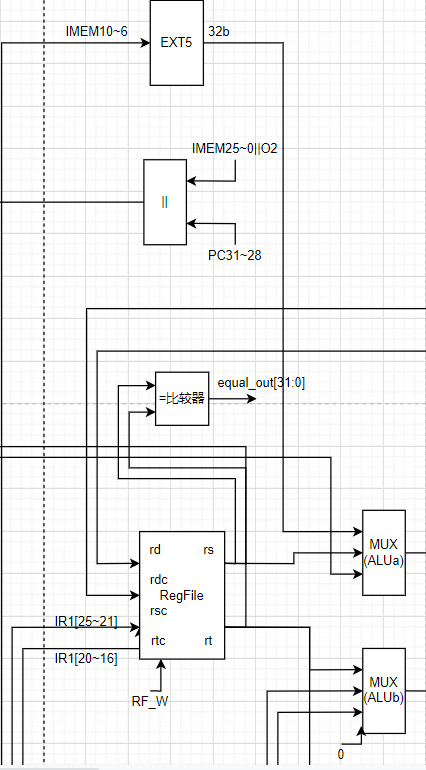 IMEM10~6
EXT5
32b
IMEM25~0||O2
||
PC31~28
equal_out[31:0]
=比较器
rd
rs
rdc
RegFile
rsc
IR1[25~21]
rtc
rt
IR1[20~16]
RF_W
MUX
(ALUa)
MUX
(ALUb)
0